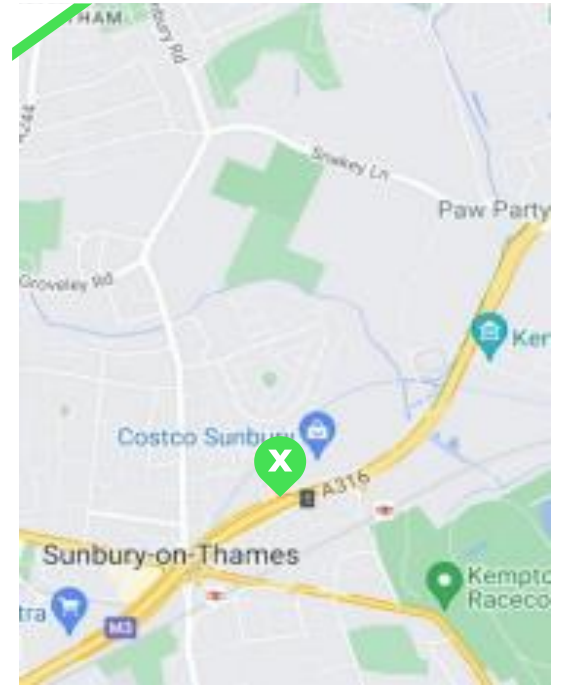 THAM
nbury Rd
A244
Snakey Ln
Paw Party
Groveley Rd
Ken
Costco Sunbury
X
A316
Sunbury-on-Thames
Kempto
Raceco
tra
M3